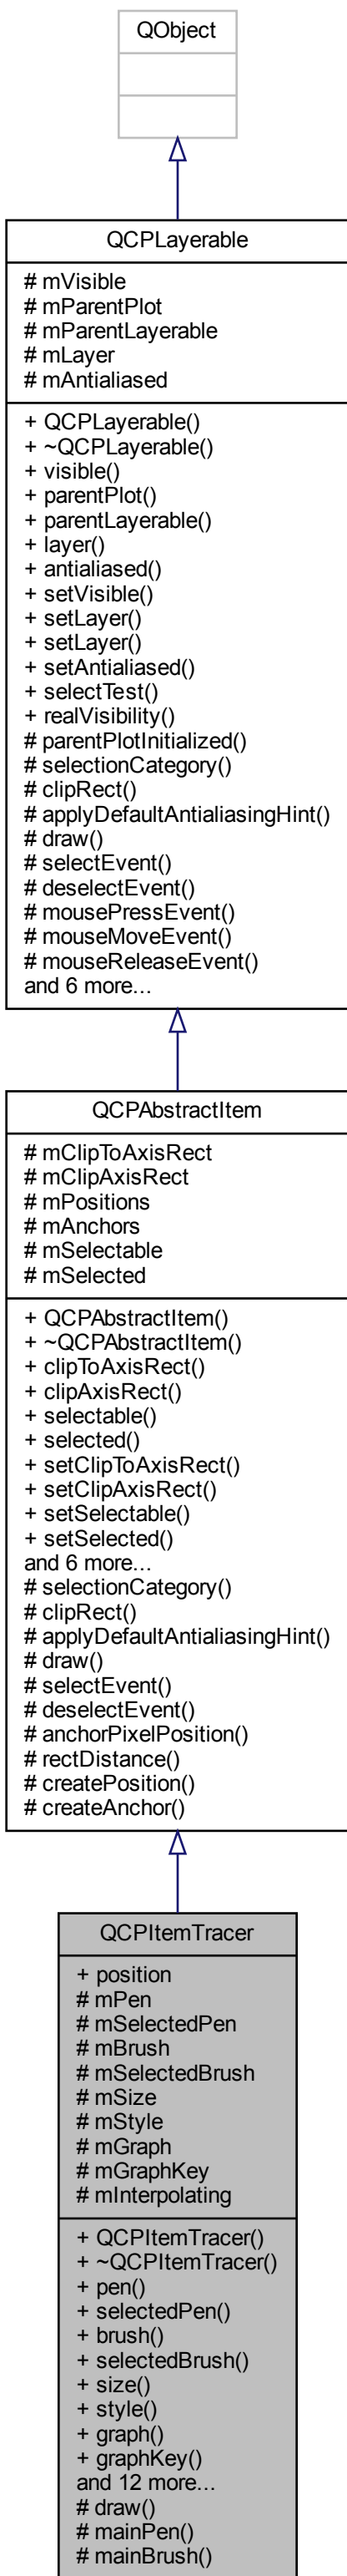 QObject
QCPLayerable
# mVisible
# mParentPlot
# mParentLayerable
# mLayer
# mAntialiased
+ QCPLayerable()
+ ~QCPLayerable()
+ visible()
+ parentPlot()
+ parentLayerable()
+ layer()
+ antialiased()
+ setVisible()
+ setLayer()
+ setLayer()
+ setAntialiased()
+ selectTest()
+ realVisibility()
# parentPlotInitialized()
# selectionCategory()
# clipRect()
# applyDefaultAntialiasingHint()
# draw()
# selectEvent()
# deselectEvent()
# mousePressEvent()
# mouseMoveEvent()
# mouseReleaseEvent()
and 6 more...
QCPAbstractItem
# mClipToAxisRect
# mClipAxisRect
# mPositions
# mAnchors
# mSelectable
# mSelected
+ QCPAbstractItem()
+ ~QCPAbstractItem()
+ clipToAxisRect()
+ clipAxisRect()
+ selectable()
+ selected()
+ setClipToAxisRect()
+ setClipAxisRect()
+ setSelectable()
+ setSelected()
and 6 more...
# selectionCategory()
# clipRect()
# applyDefaultAntialiasingHint()
# draw()
# selectEvent()
# deselectEvent()
# anchorPixelPosition()
# rectDistance()
# createPosition()
# createAnchor()
QCPItemTracer
+ position
# mPen
# mSelectedPen
# mBrush
# mSelectedBrush
# mSize
# mStyle
# mGraph
# mGraphKey
# mInterpolating
+ QCPItemTracer()
+ ~QCPItemTracer()
+ pen()
+ selectedPen()
+ brush()
+ selectedBrush()
+ size()
+ style()
+ graph()
+ graphKey()
and 12 more...
# draw()
# mainPen()
# mainBrush()